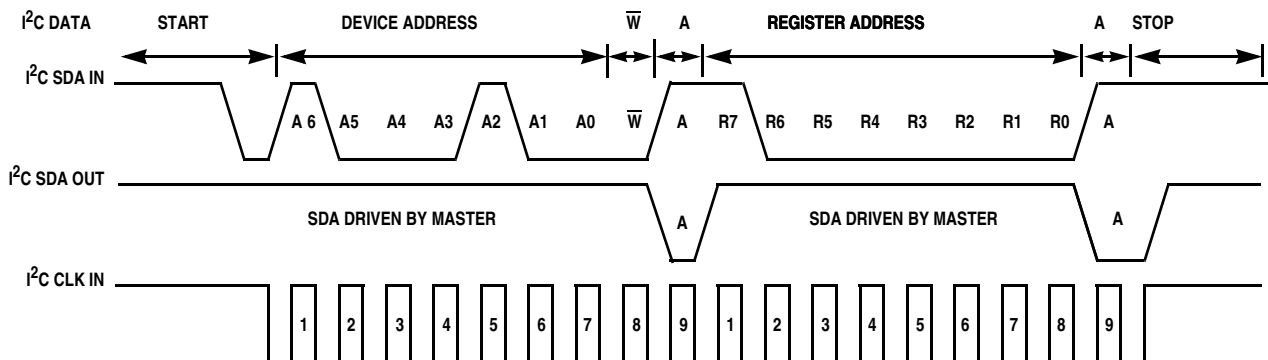 I²C DATA START DEVICE ADDRESS W̅ A REGISTER ADDRESS A STOP
I²C SDA IN
A 6 A5 A4 A3 A2 A1 A0 W̅ A R7 R6 R5 R4 R3 R2 R1 R0 A
I²C SDA OUT
SDA DRIVEN BY MASTER A SDA DRIVEN BY MASTER A
I²C CLK IN
1 2 3 4 5 6 7 8 9 1 2 3 4 5 6 7 8 9